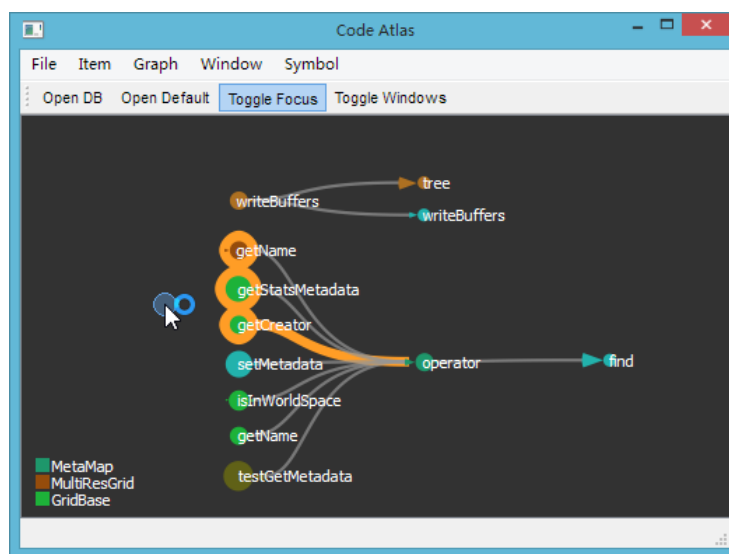 Code Atlas
File Item Graph Window Symbol
Open DB Open Default Toggle Focus Toggle Windows
tree
writeBuffers
writeBuffers
getName
getStatsMetadata
getCreator
setMetadata
operator
find
isInWorldSpace
getName
testGetMetadata
MetaMap
MultiResGrid
GridBase